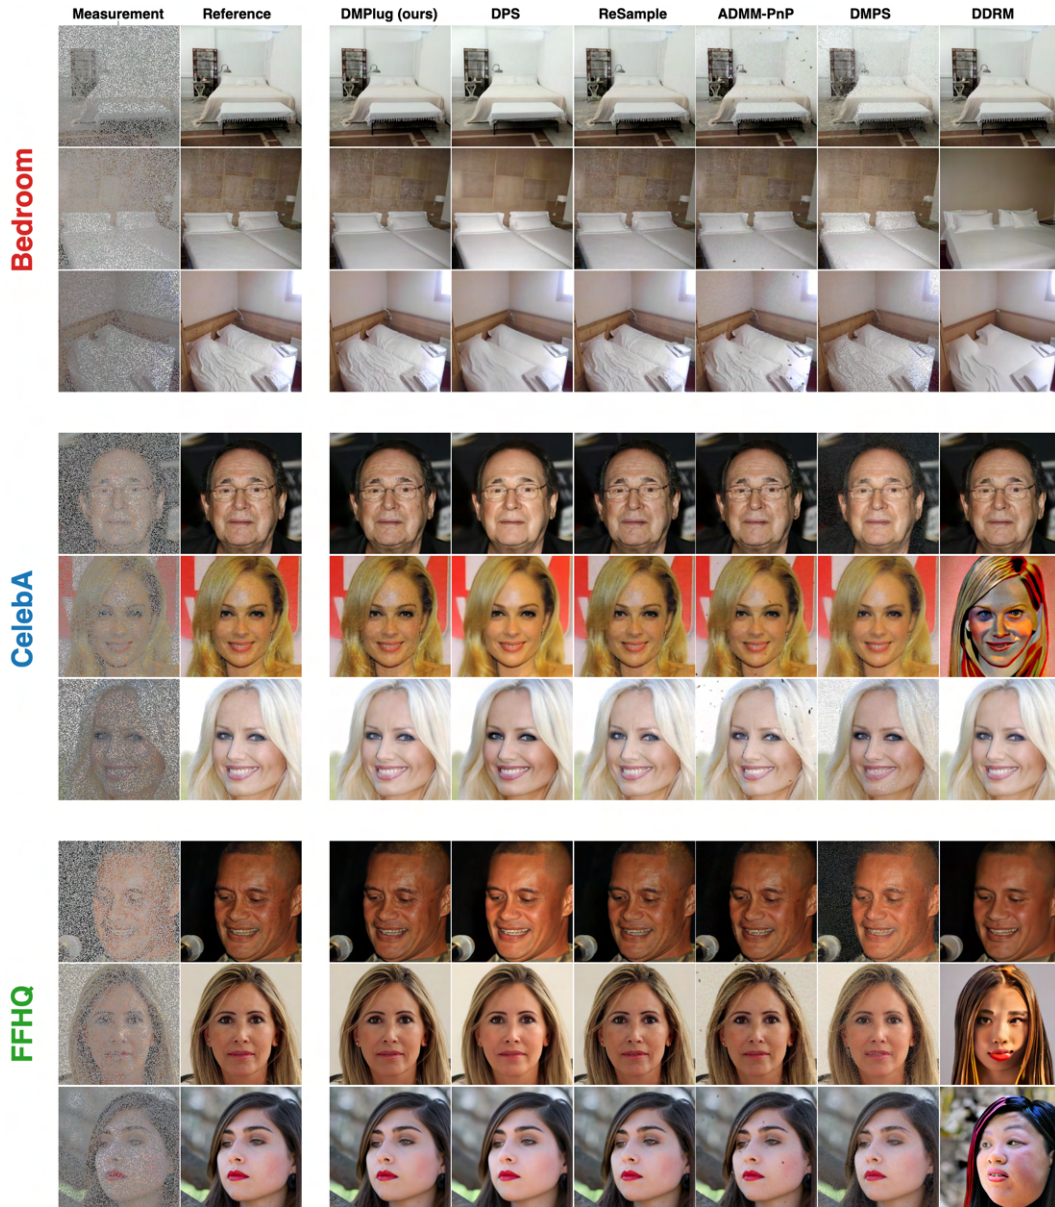 Measurement Reference DMPlug (ours) DPS ReSample ADMM-PnP DMPS DDRM
Bedroom
CelebA
FFHQ